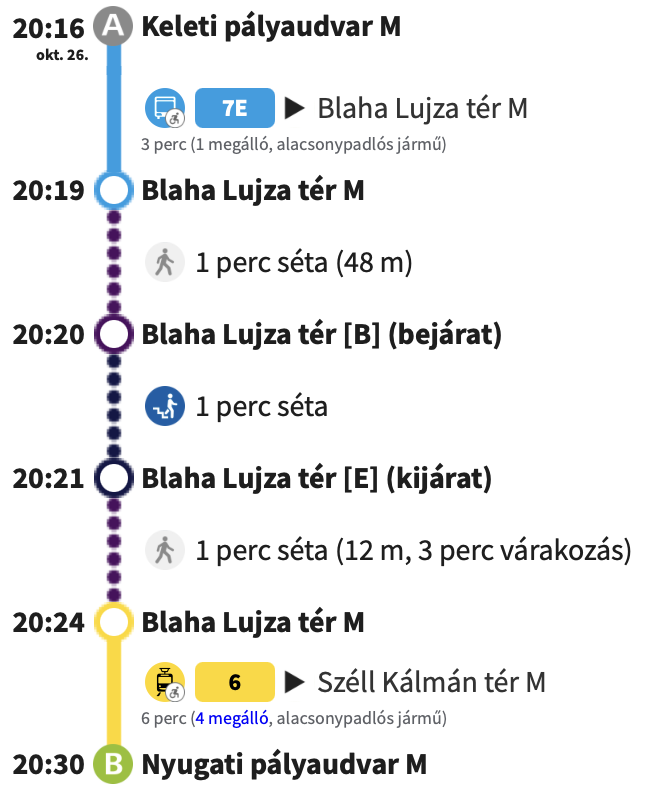 20:16 A Keleti pályaudvar M
okt. 26.
7E ▶ Blaha Lujza tér M
3 perc (1 megálló, alacsonypadlós jármű)
20:19 Blaha Lujza tér M
1 perc séta (48 m)
20:20 Blaha Lujza tér [B] (bejárat)
1 perc séta
20:21 Blaha Lujza tér [E] (kijárat)
1 perc séta (12 m, 3 perc várakozás)
20:24 Blaha Lujza tér M
6 ▶ Széll Kálmán tér M
6 perc (4 megálló, alacsonypadlós jármű)
20:30 B Nyugati pályaudvar M